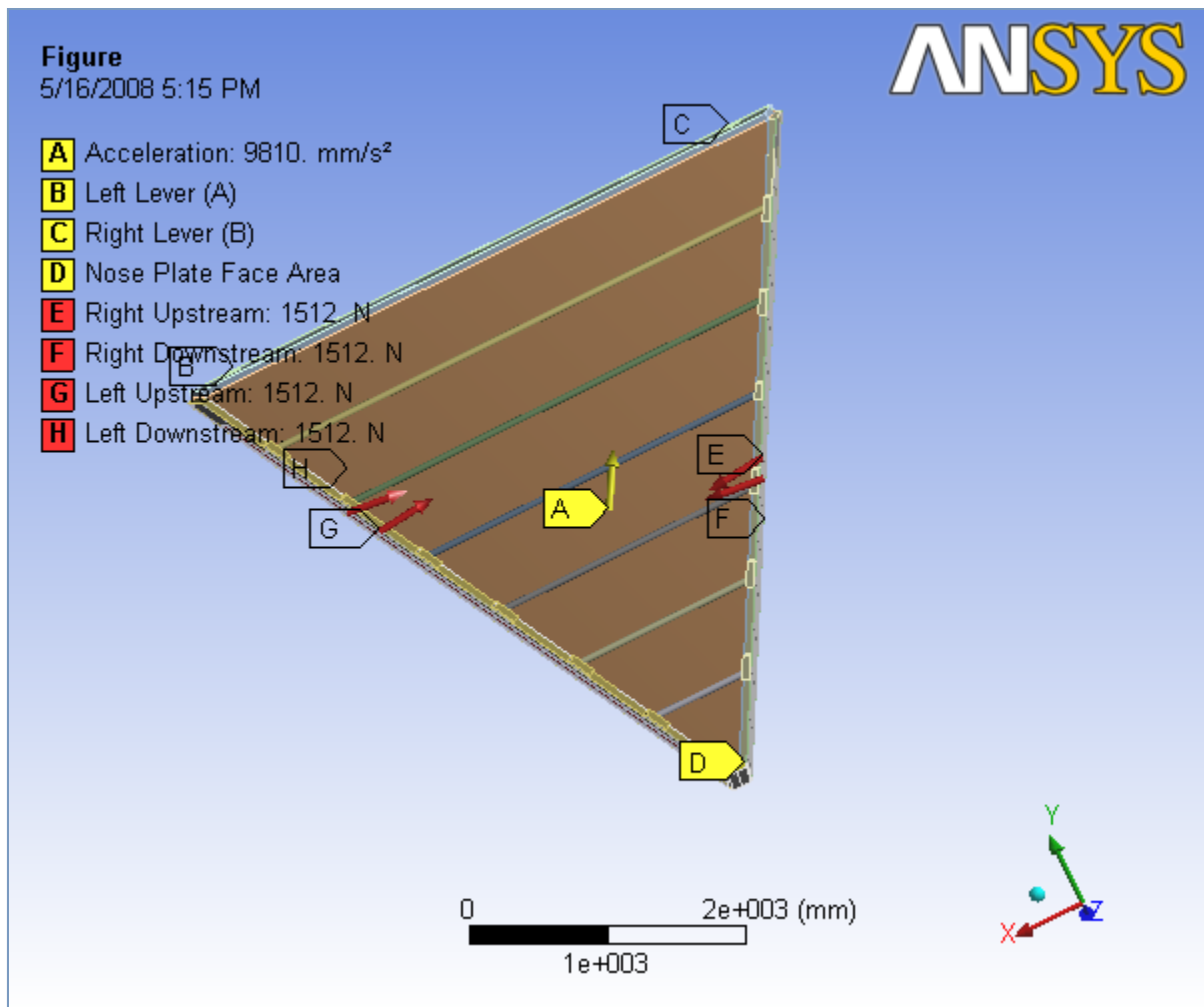 Figure
5/16/2008 5:15 PM
ANSYS
A Acceleration: 9810. mm/s²
B Left Lever (A)
C Right Lever (B)
D Nose Plate Face Area
E Right Upstream: 1512. N
F Right Downstream: 1512. N
G Left Upstream: 1512. N
H Left Downstream: 1512. N
C
B
H
E
A
F
G
D
Y
X
Z
0 2e+003 (mm)
1e+003